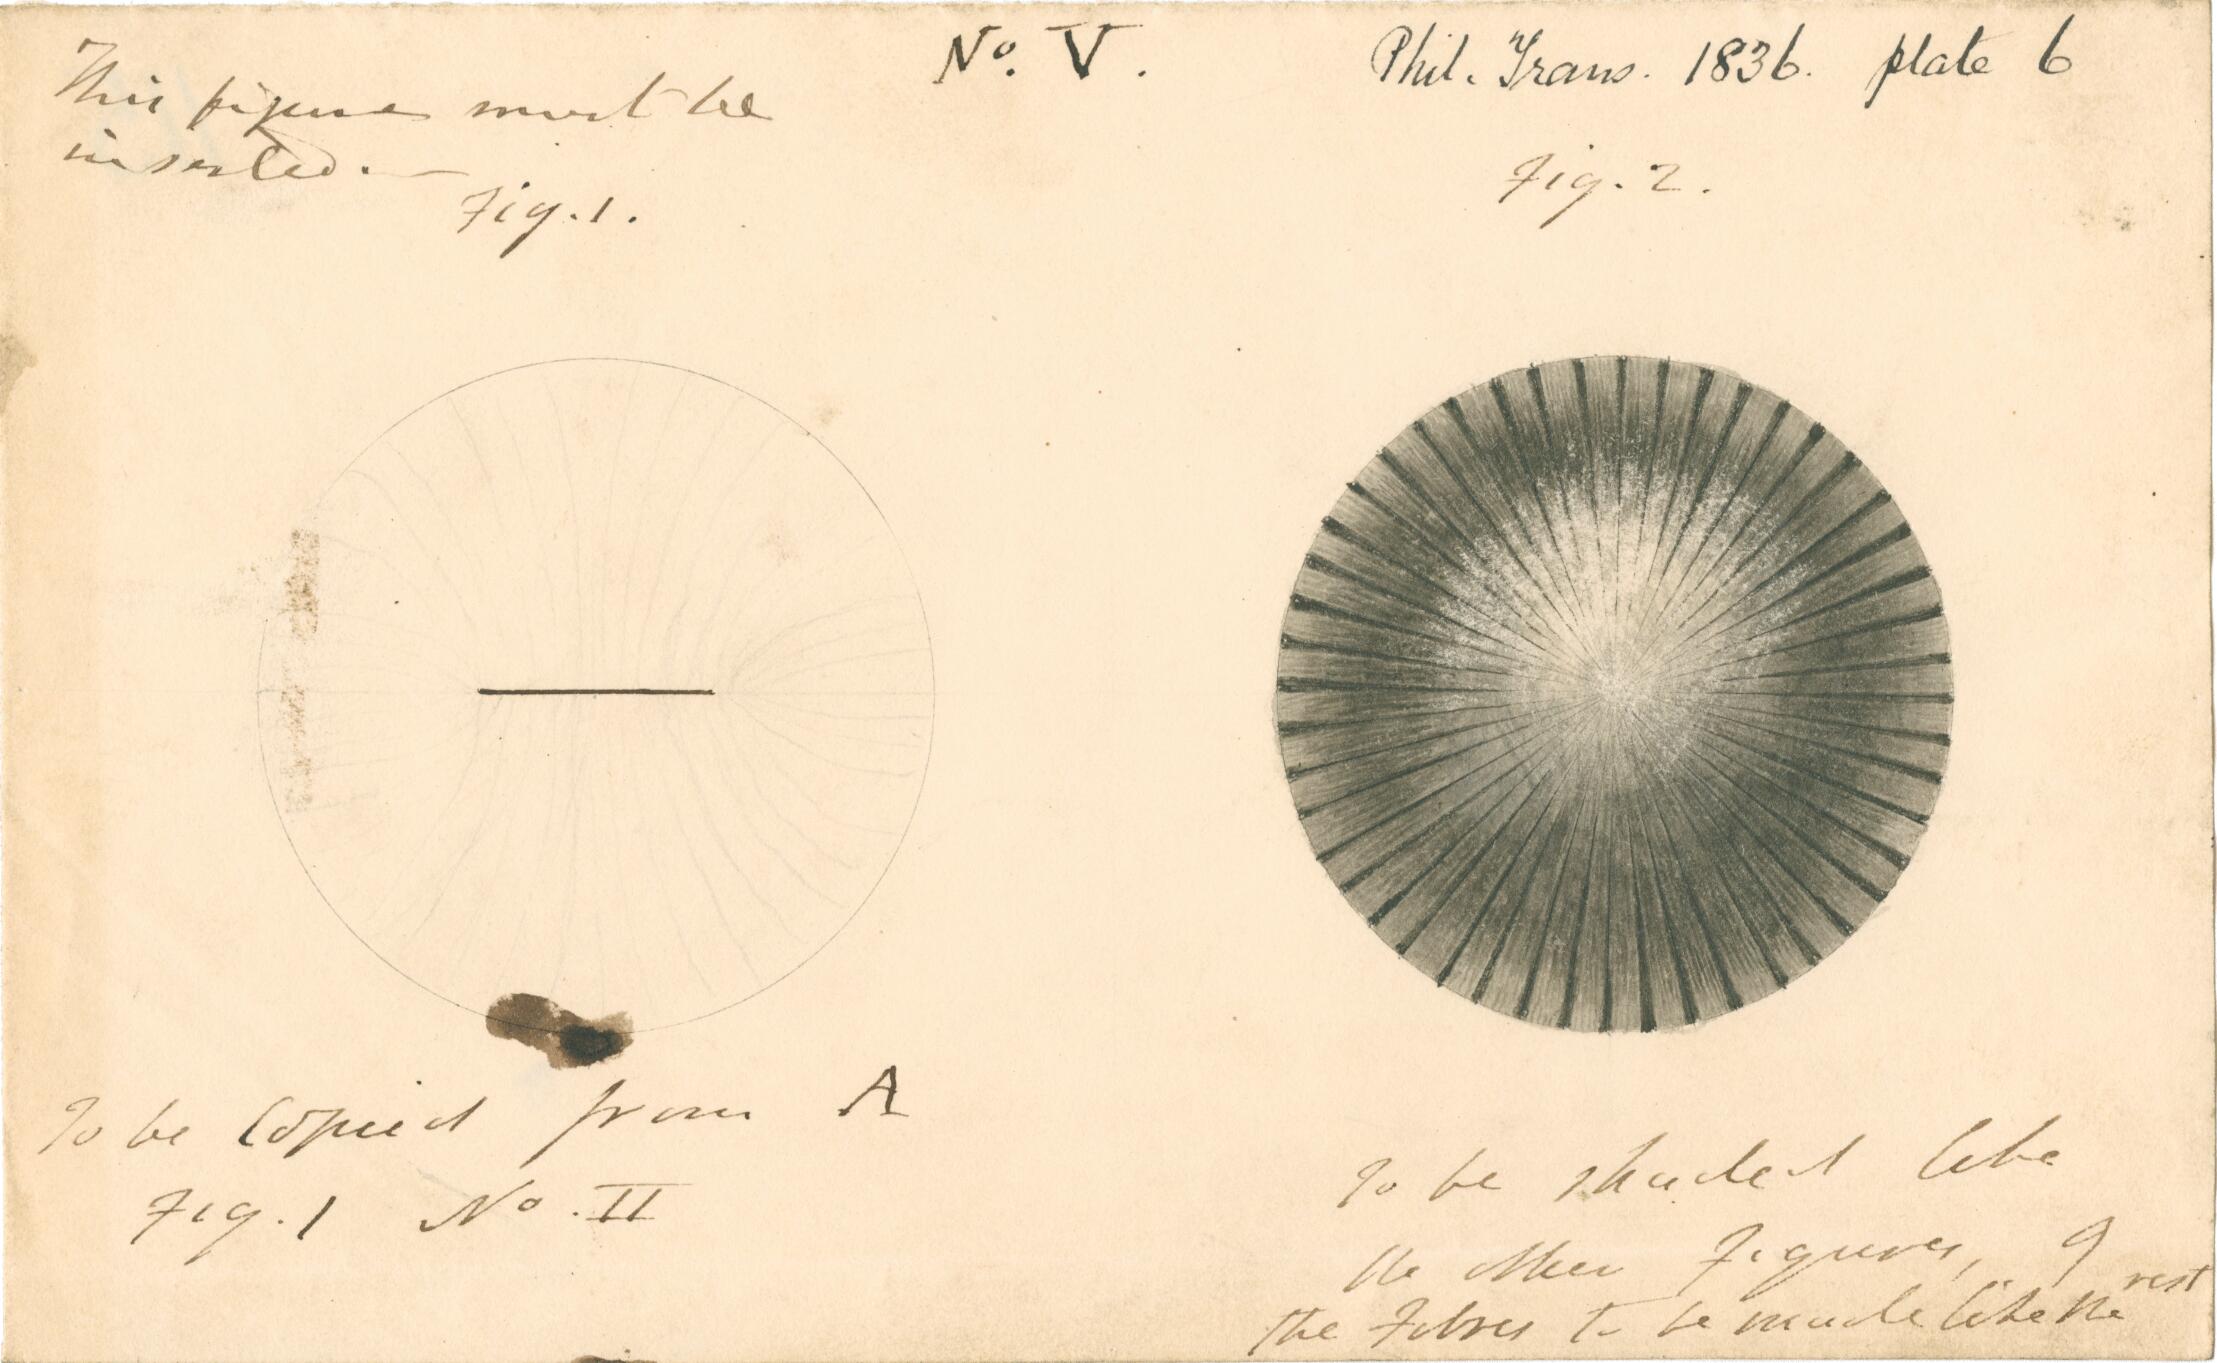 This figure must be
inserted.—
Fig. 1.
No. V.
Phil. Trans. 1836. plate 6
Fig. 2.
To be Copied from A
Fig. 1 No. II
To be shaded like
the other Figures, &
the Fibres to be made like the rest